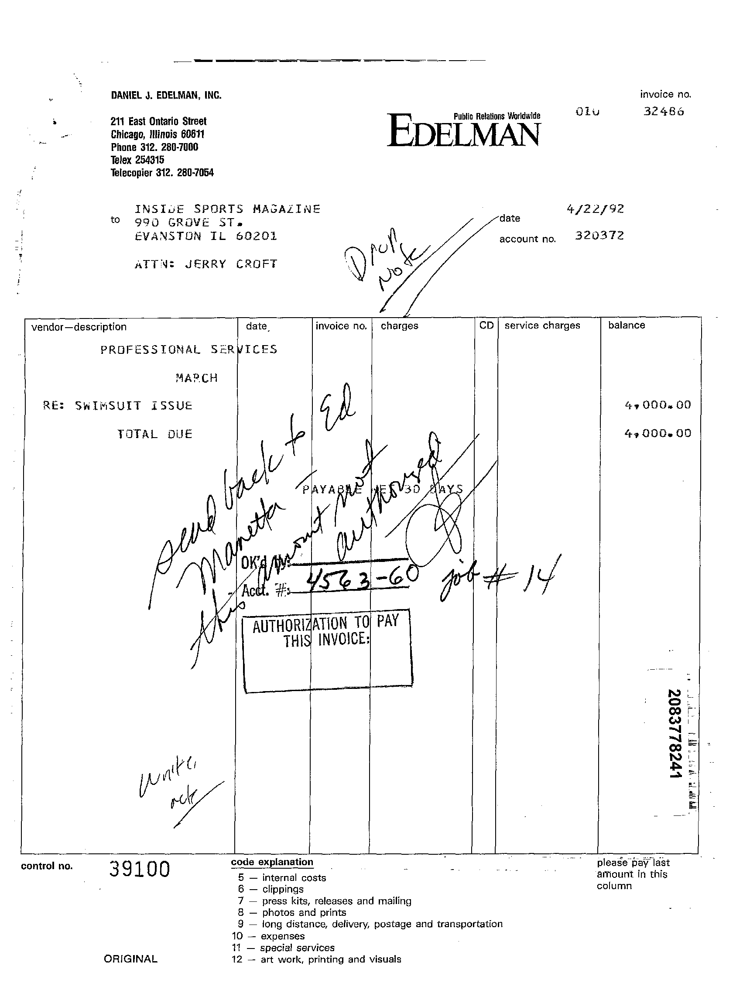 DANIEL J. EDELMAN, INC.
211 East Ontario Street
Chicago, Illinois 60611
Phone 312. 280-7000
Telex 254315
Telecopier 312. 280-7054
Public Relations Worldwide
EDELMAN
invoice no.
010 32486
to INSIDE SPORTS MAGAZINE
990 GROVE ST.
EVANSTON IL 60201
ATTN: JERRY CROFT
date 4/22/92
account no. 320372
Drop
Note
vendor—description date invoice no. charges CD service charges balance
PROFESSIONAL SERVICES
MARCH
RE: SWIMSUIT ISSUE 4,000.00
TOTAL DUE 4,000.00
PAYABLE NET 30 DAYS
send back to Ed
Manetta
this amount not
authorized
OK'd By:
Acct. #: 4563-60 job # 14
AUTHORIZATION TO PAY
THIS INVOICE:
2083778241
write
control no. 39100
code explanation
5 — internal costs
6 — clippings
7 — press kits, releases and mailing
8 — photos and prints
9 — long distance, delivery, postage and transportation
10 — expenses
11 — special services
12 — art work, printing and visuals
please pay last
amount in this
column
ORIGINAL